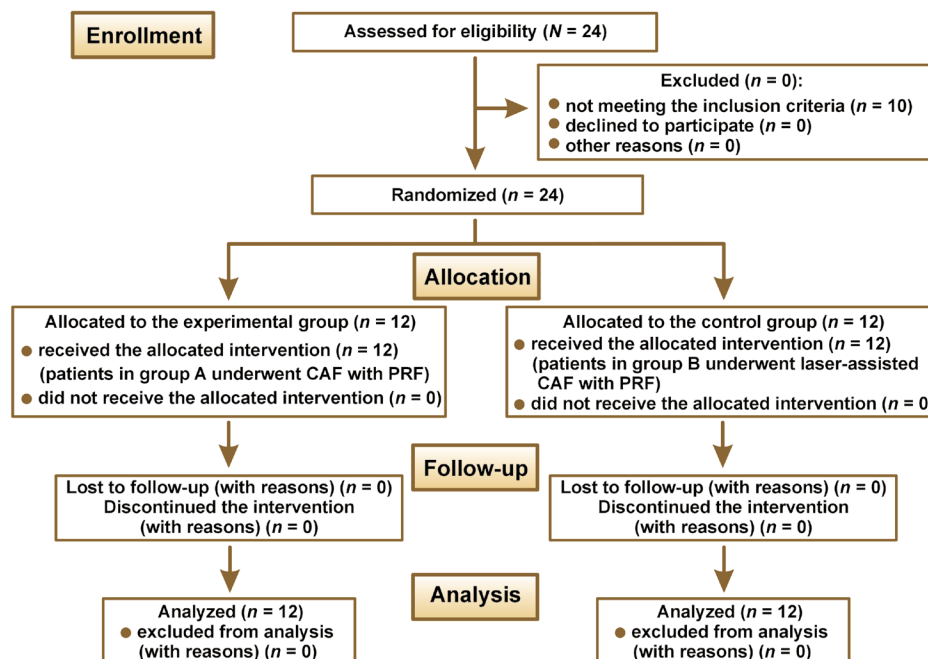 Enrollment
Assessed for eligibility (N = 24)
Excluded (n = 0):
● not meeting the inclusion criteria (n = 10)
● declined to participate (n = 0)
● other reasons (n = 0)
Randomized (n = 24)
Allocation
Allocated to the experimental group (n = 12)
● received the allocated intervention (n = 12)
(patients in group A underwent CAF with PRF)
● did not receive the allocated intervention (n = 0)
Allocated to the control group (n = 12)
● received the allocated intervention (n = 12)
(patients in group B underwent laser-assisted
CAF with PRF)
● did not receive the allocated intervention (n = 0
Follow-up
Lost to follow-up (with reasons) (n = 0)
Discontinued the intervention
(with reasons) (n = 0)
Lost to follow-up (with reasons) (n = 0)
Discontinued the intervention
(with reasons) (n = 0)
Analysis
Analyzed (n = 12)
● excluded from analysis
(with reasons) (n = 0)
Analyzed (n = 12)
● excluded from analysis
(with reasons) (n = 0)